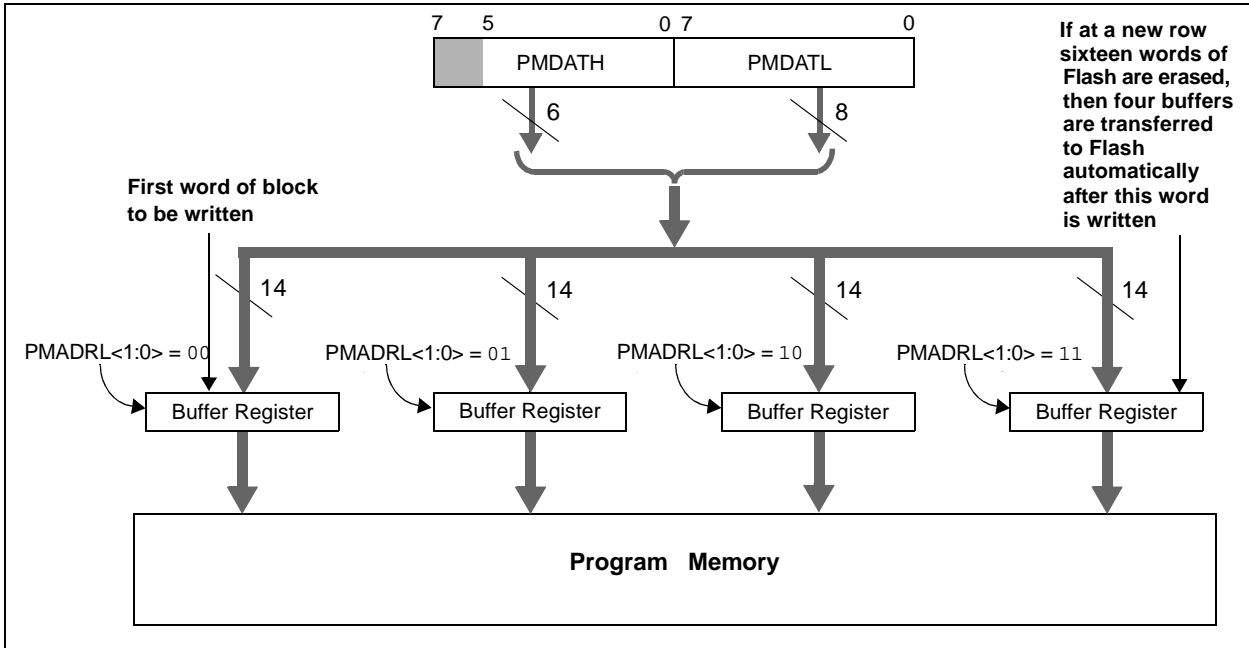 7 5 0 7 0
PMDATH PMDATL
6 8
If at a new row
sixteen words of
Flash are erased,
then four buffers
are transferred
to Flash
automatically
after this word
is written
First word of block
to be written
14 14 14 14
PMADRL<1:0> = 00 PMADRL<1:0> = 01 PMADRL<1:0> = 10 PMADRL<1:0> = 11
Buffer Register Buffer Register Buffer Register Buffer Register
Program Memory